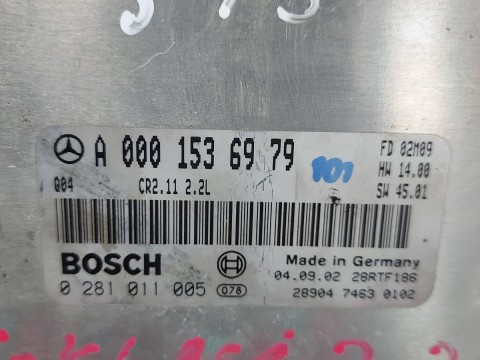 A 000 153 69 79
101
FD 02M09
HW 14.00
SW 45.01
Q04 CR2.11 2.2L
BOSCH
Made in Germany
0 281 011 005 Q78
04.09.02 28RTF186
28904 7463 0102